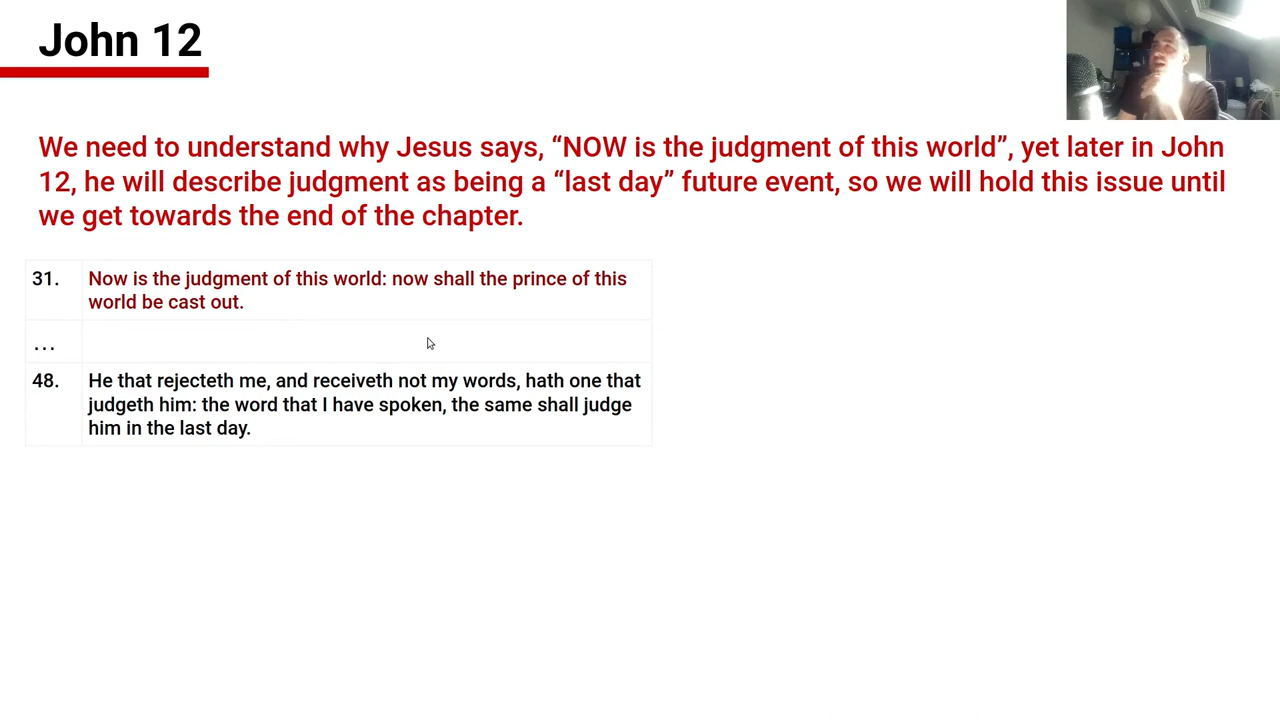 John 12
We need to understand why Jesus says, “NOW is the judgment of this world”, yet later in John
12, he will describe judgment as being a “last day” future event, so we will hold this issue until
we get towards the end of the chapter.
31. Now is the judgment of this world: now shall the prince of this
world be cast out.
...
48. He that rejecteth me, and receiveth not my words, hath one that
judgeth him: the word that I have spoken, the same shall judge
him in the last day.